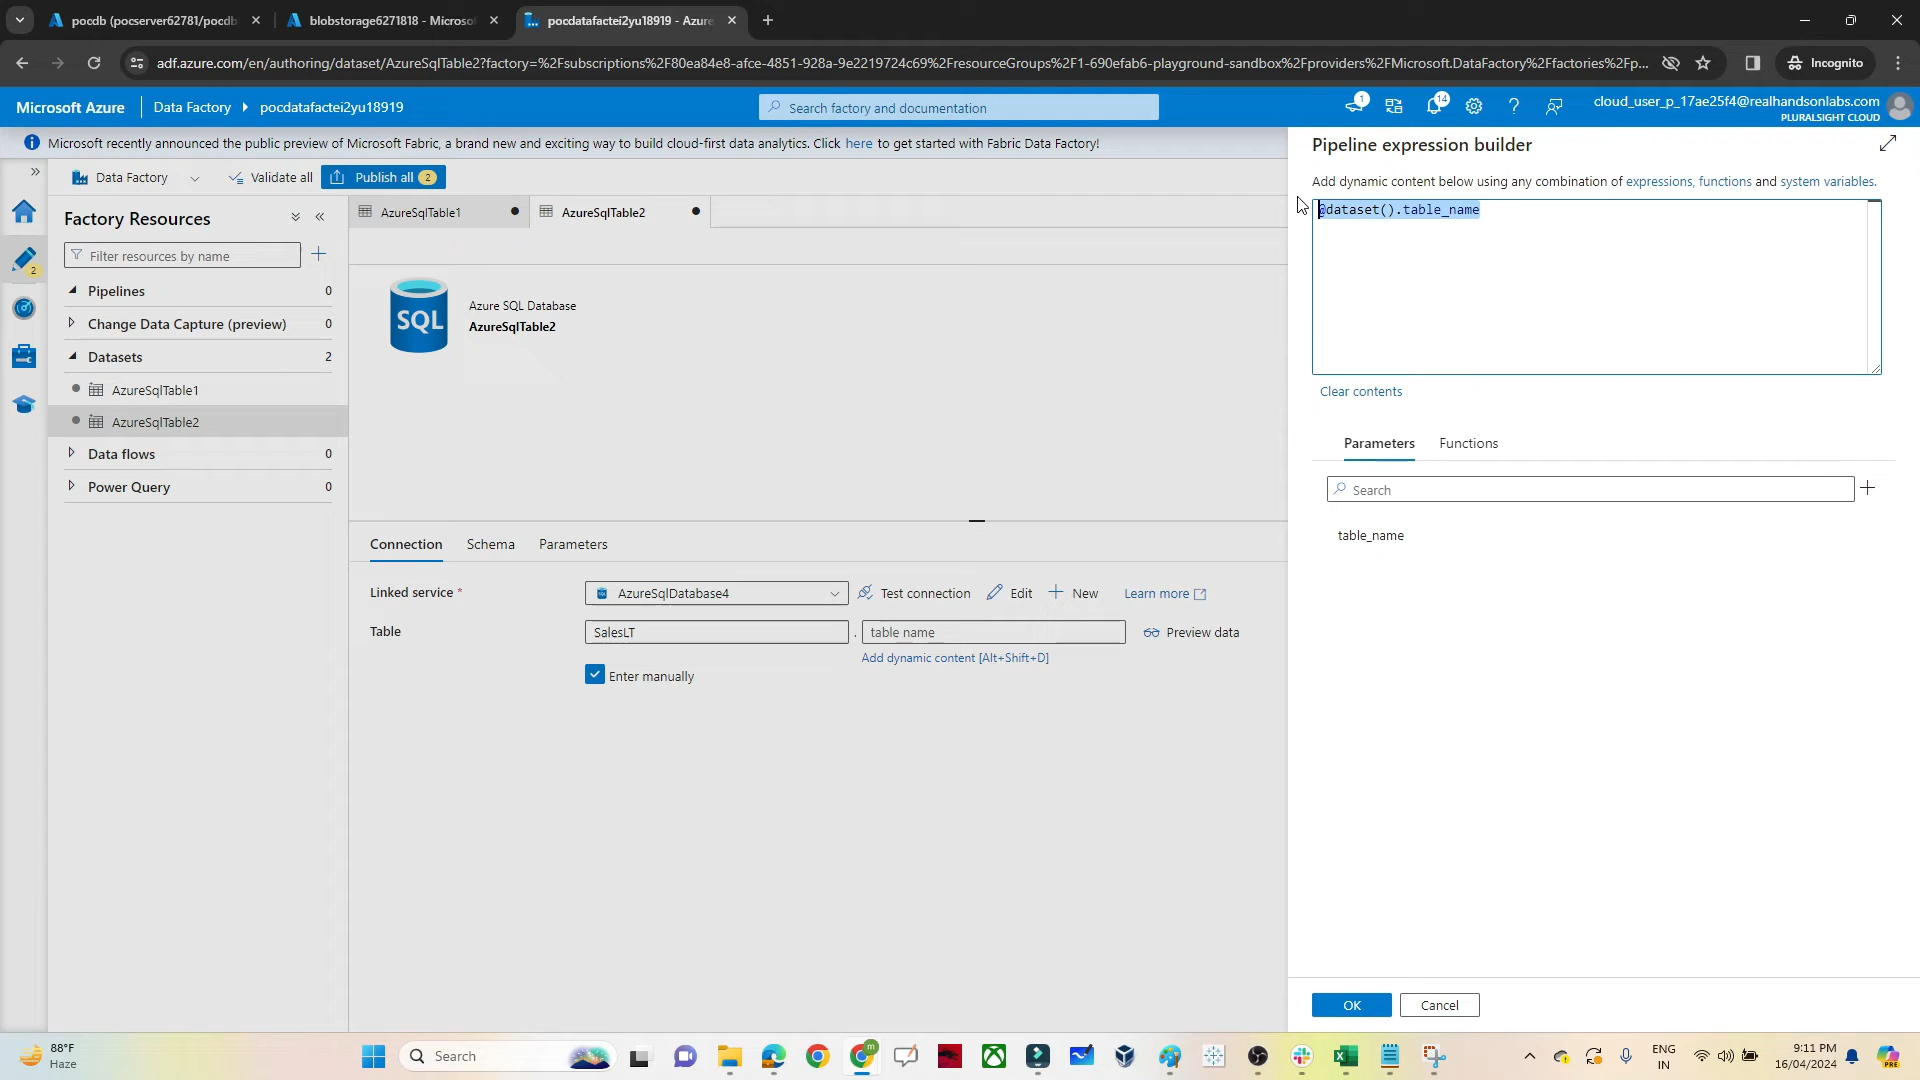 pocdb (pocserver62781/pocdb
blobstorage6271818 - Microso
pocdatafactei2yu18919 - Azure
adf.azure.com/en/authoring/dataset/AzureSqlTable2?factory=%2Fsubscriptions%2F80ea84e8-afce-4851-928a-9e2219724c69%2FresourceGroups%2F1-690efab6-playground-sandbox%2Fproviders%2FMicrosoft.DataFactory%2Ffactories%2Fp...
Incognito
Microsoft Azure
Data Factory
pocdatafactei2yu18919
Search factory and documentation
1
14
cloud_user_p_17ae25f4@realhandsonlabs.com
PLURALSIGHT CLOUD
Microsoft recently announced the public preview of Microsoft Fabric, a brand new and exciting way to build cloud-first data analytics. Click here to get started with Fabric Data Factory!
Data Factory
Validate all
Publish all 2
Factory Resources
Filter resources by name
2
Pipelines 0
Change Data Capture (preview) 0
Datasets 2
AzureSqlTable1
AzureSqlTable2
Data flows 0
Power Query 0
AzureSqlTable1
AzureSqlTable2
SQL
Azure SQL Database
AzureSqlTable2
Connection
Schema
Parameters
Linked service *
AzureSqlDatabase4
Test connection
Edit
New
Learn more
Table
SalesLT
.
table name
Preview data
Add dynamic content [Alt+Shift+D]
Enter manually
Pipeline expression builder
Add dynamic content below using any combination of expressions, functions and system variables.
@dataset().table_name
Clear contents
Parameters
Functions
Search
table_name
OK
Cancel
88°F
Haze
Search
m
ENG
IN
9:11 PM
16/04/2024
PRE